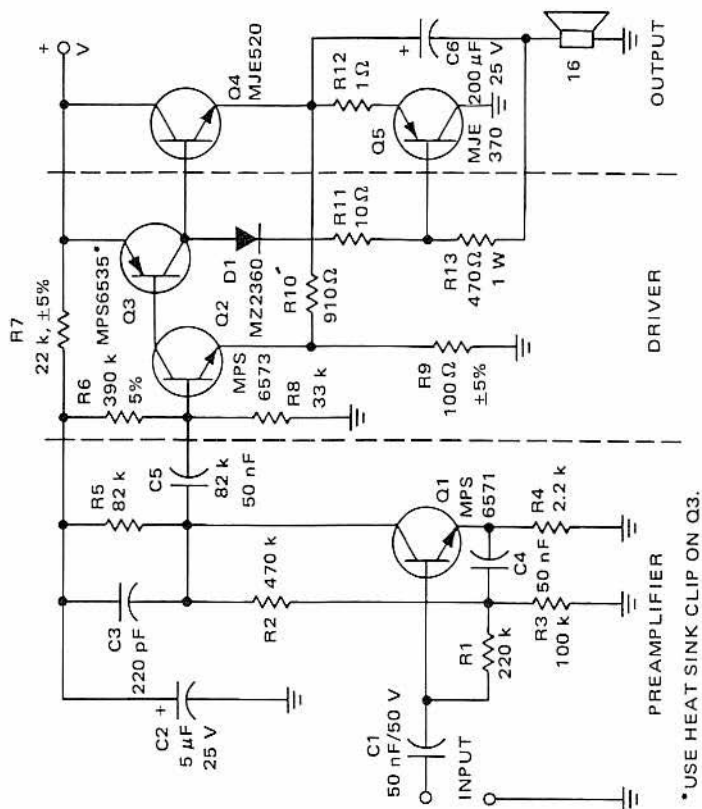 +
V
R7
22 k, ±5%
MPS6535*
Q3
Q4
MJE520
R6
390 k
5%
R5
82 k
C3
220 pF
C2 +
5 µF
25 V
C5
82 k
50 nF
R2
470 k
Q2
MPS
6573
R8
33 k
D1
MZ2360
R10
910 Ω
R9
100 Ω
±5%
R11
10 Ω
R12
1 Ω
+
C6
200 µF
25 V
Q5
MJE
370
R13
470 Ω
1 W
16
Q1
MPS
6571
C4
50 nF
R4
2.2 k
R3
100 k
R1
220 k
C1
50 nF/50 V
INPUT
PREAMPLIFIER
DRIVER
OUTPUT
*USE HEAT SINK CLIP ON Q3.